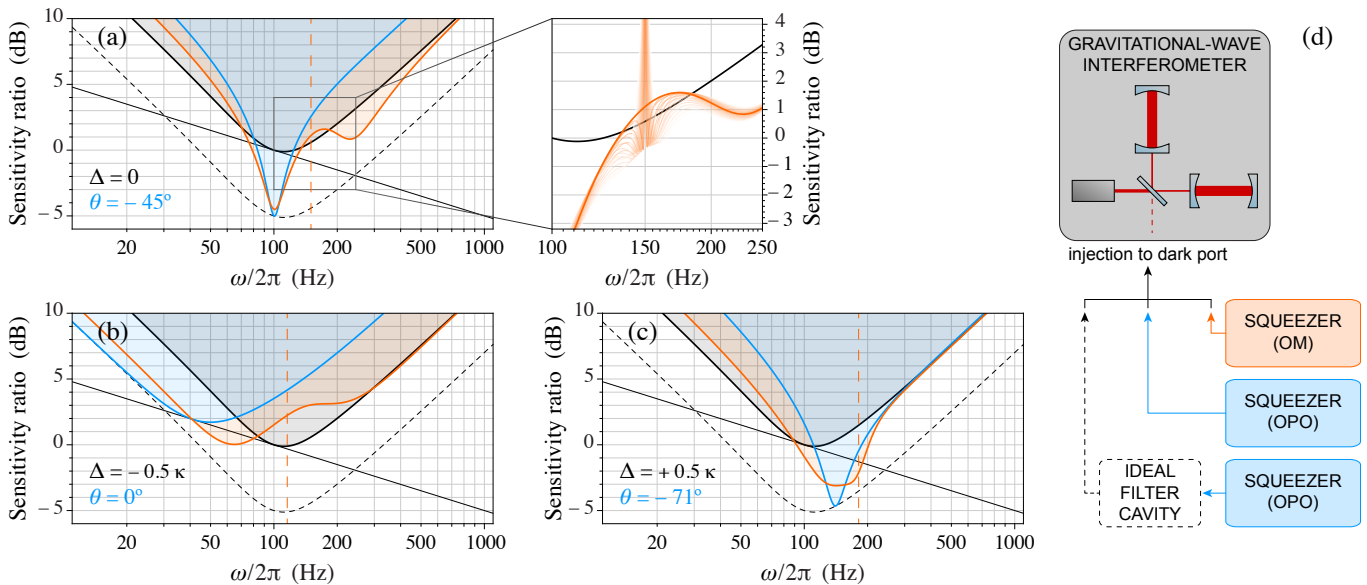 (a)
Sensitivity ratio (dB)
10
5
0
−5
Δ = 0
θ = − 45º
20 50 100 200 500 1000
ω/2π (Hz)
4
3
2
1
0
−1
−2
−3
Sensitivity ratio (dB)
100 150 200 250
ω/2π (Hz)
(b)
Sensitivity ratio (dB)
10
5
0
−5
Δ = − 0.5 κ
θ = 0º
20 50 100 200 500 1000
ω/2π (Hz)
(c)
Sensitivity ratio (dB)
10
5
0
−5
Δ = + 0.5 κ
θ = − 71º
20 50 100 200 500 1000
ω/2π (Hz)
(d)
GRAVITATIONAL-WAVE
INTERFEROMETER
injection to dark port
SQUEEZER
(OM)
SQUEEZER
(OPO)
IDEAL
FILTER
CAVITY
SQUEEZER
(OPO)